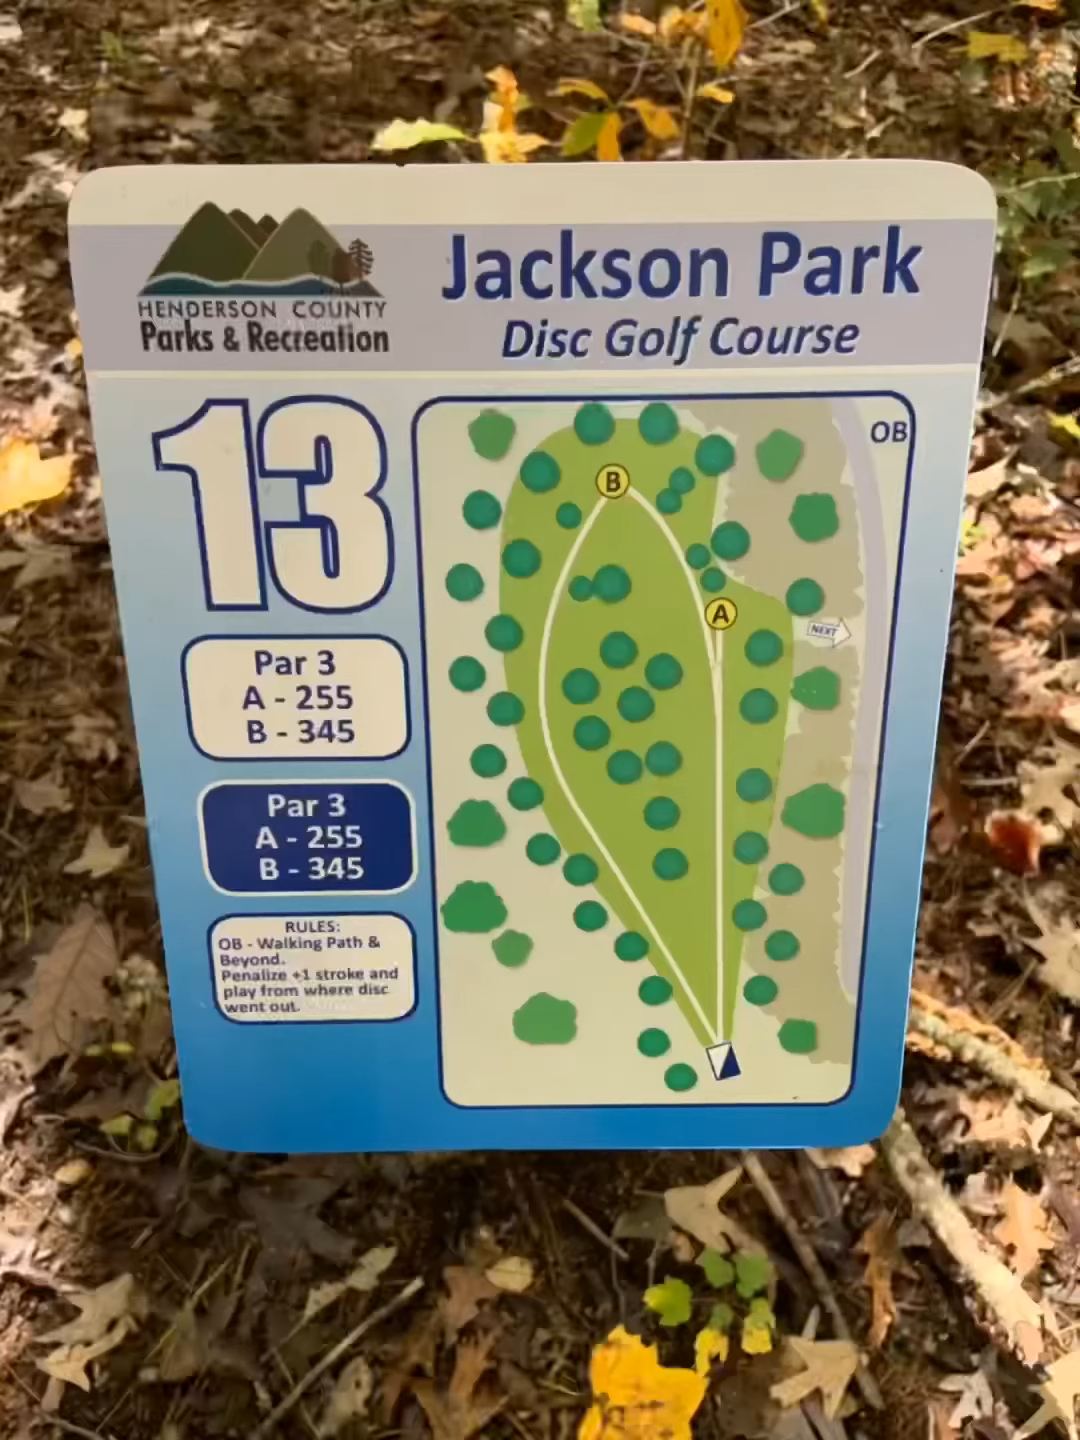 HENDERSON COUNTY
Parks & Recreation
Jackson Park
Disc Golf Course
13
Par 3
A - 255
B - 345
Par 3
A - 255
B - 345
RULES:
OB - Walking Path &
Beyond.
Penalize +1 stroke and
play from where disc
went out.
OB
B
A
NEXT